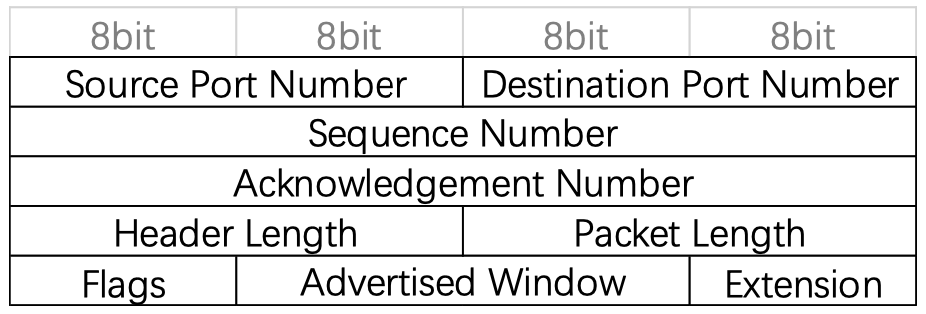 8bit 8bit 8bit 8bit
Source Port Number Destination Port Number
Sequence Number
Acknowledgement Number
Header Length Packet Length
Flags Advertised Window Extension